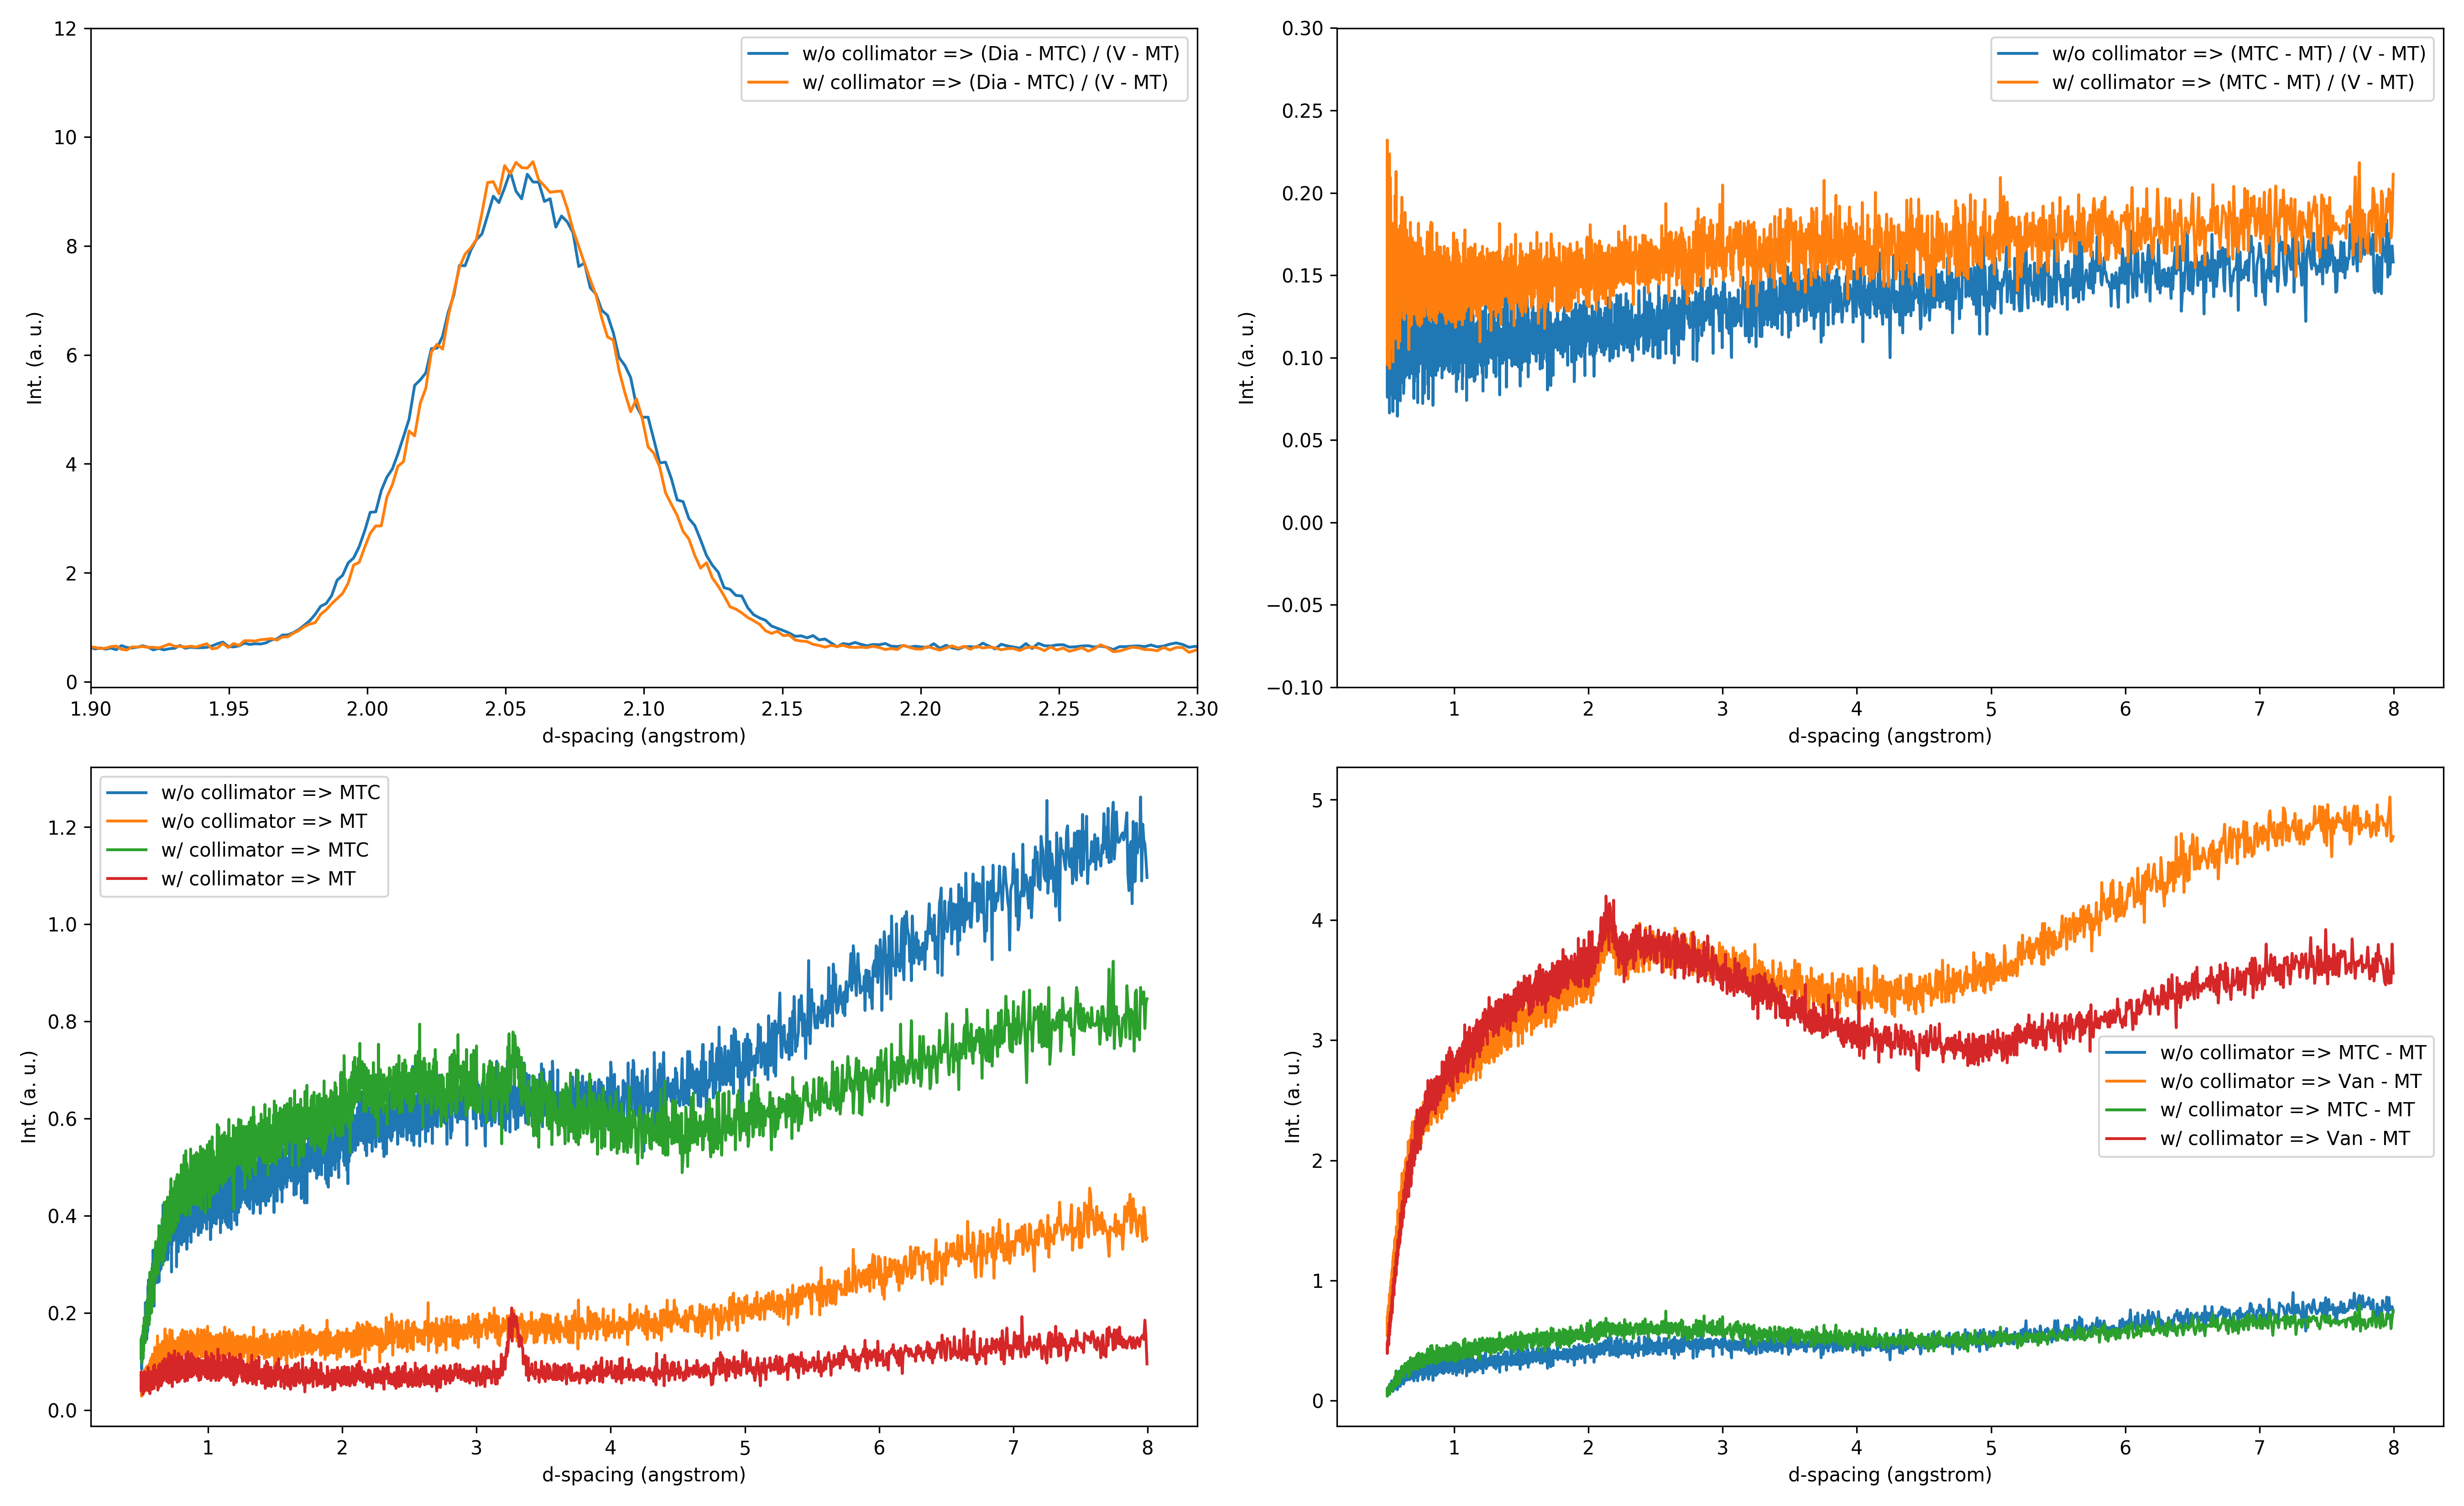 12
10
8
6
4
2
0
Int. (a. u.)
w/o collimator => (Dia - MTC) / (V - MT)
w/ collimator => (Dia - MTC) / (V - MT)
1.90 1.95 2.00 2.05 2.10 2.15 2.20 2.25 2.30
d-spacing (angstrom)
0.30
0.25
0.20
0.15
0.10
0.05
0.00
−0.05
−0.10
Int. (a. u.)
w/o collimator => (MTC - MT) / (V - MT)
w/ collimator => (MTC - MT) / (V - MT)
1 2 3 4 5 6 7 8
d-spacing (angstrom)
1.2
1.0
0.8
0.6
0.4
0.2
0.0
Int. (a. u.)
w/o collimator => MTC
w/o collimator => MT
w/ collimator => MTC
w/ collimator => MT
1 2 3 4 5 6 7 8
d-spacing (angstrom)
5
4
3
2
1
0
Int. (a. u.)
w/o collimator => MTC - MT
w/o collimator => Van - MT
w/ collimator => MTC - MT
w/ collimator => Van - MT
1 2 3 4 5 6 7 8
d-spacing (angstrom)